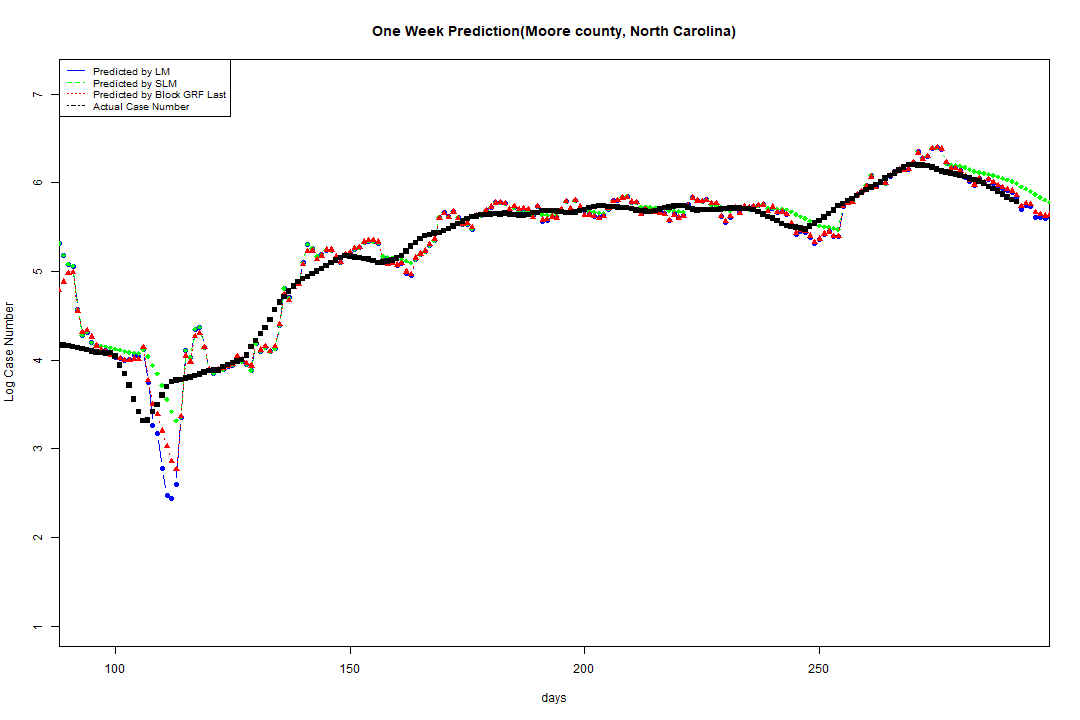 One Week Prediction(Moore county, North Carolina)
Predicted by LM
Predicted by SLM
Predicted by Block GRF Last
Actual Case Number
7
6
5
4
3
2
1
Log Case Number
100 150 200 250
days